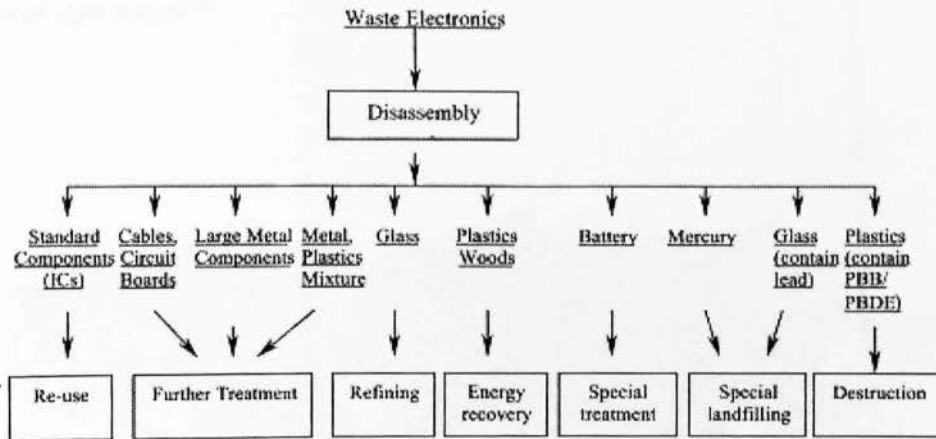 Waste Electronics
Disassembly
Standard
Components
(ICs)
Cables,
Circuit
Boards
Large Metal
Components
Metal,
Plastics
Mixture
Glass
Plastics
Woods
Battery
Mercury
Glass
(contain
lead)
Plastics
(contain
PBB/
PBDE)
Re-use
Further Treatment
Refining
Energy
recovery
Special
treatment
Special
landfilling
Destruction